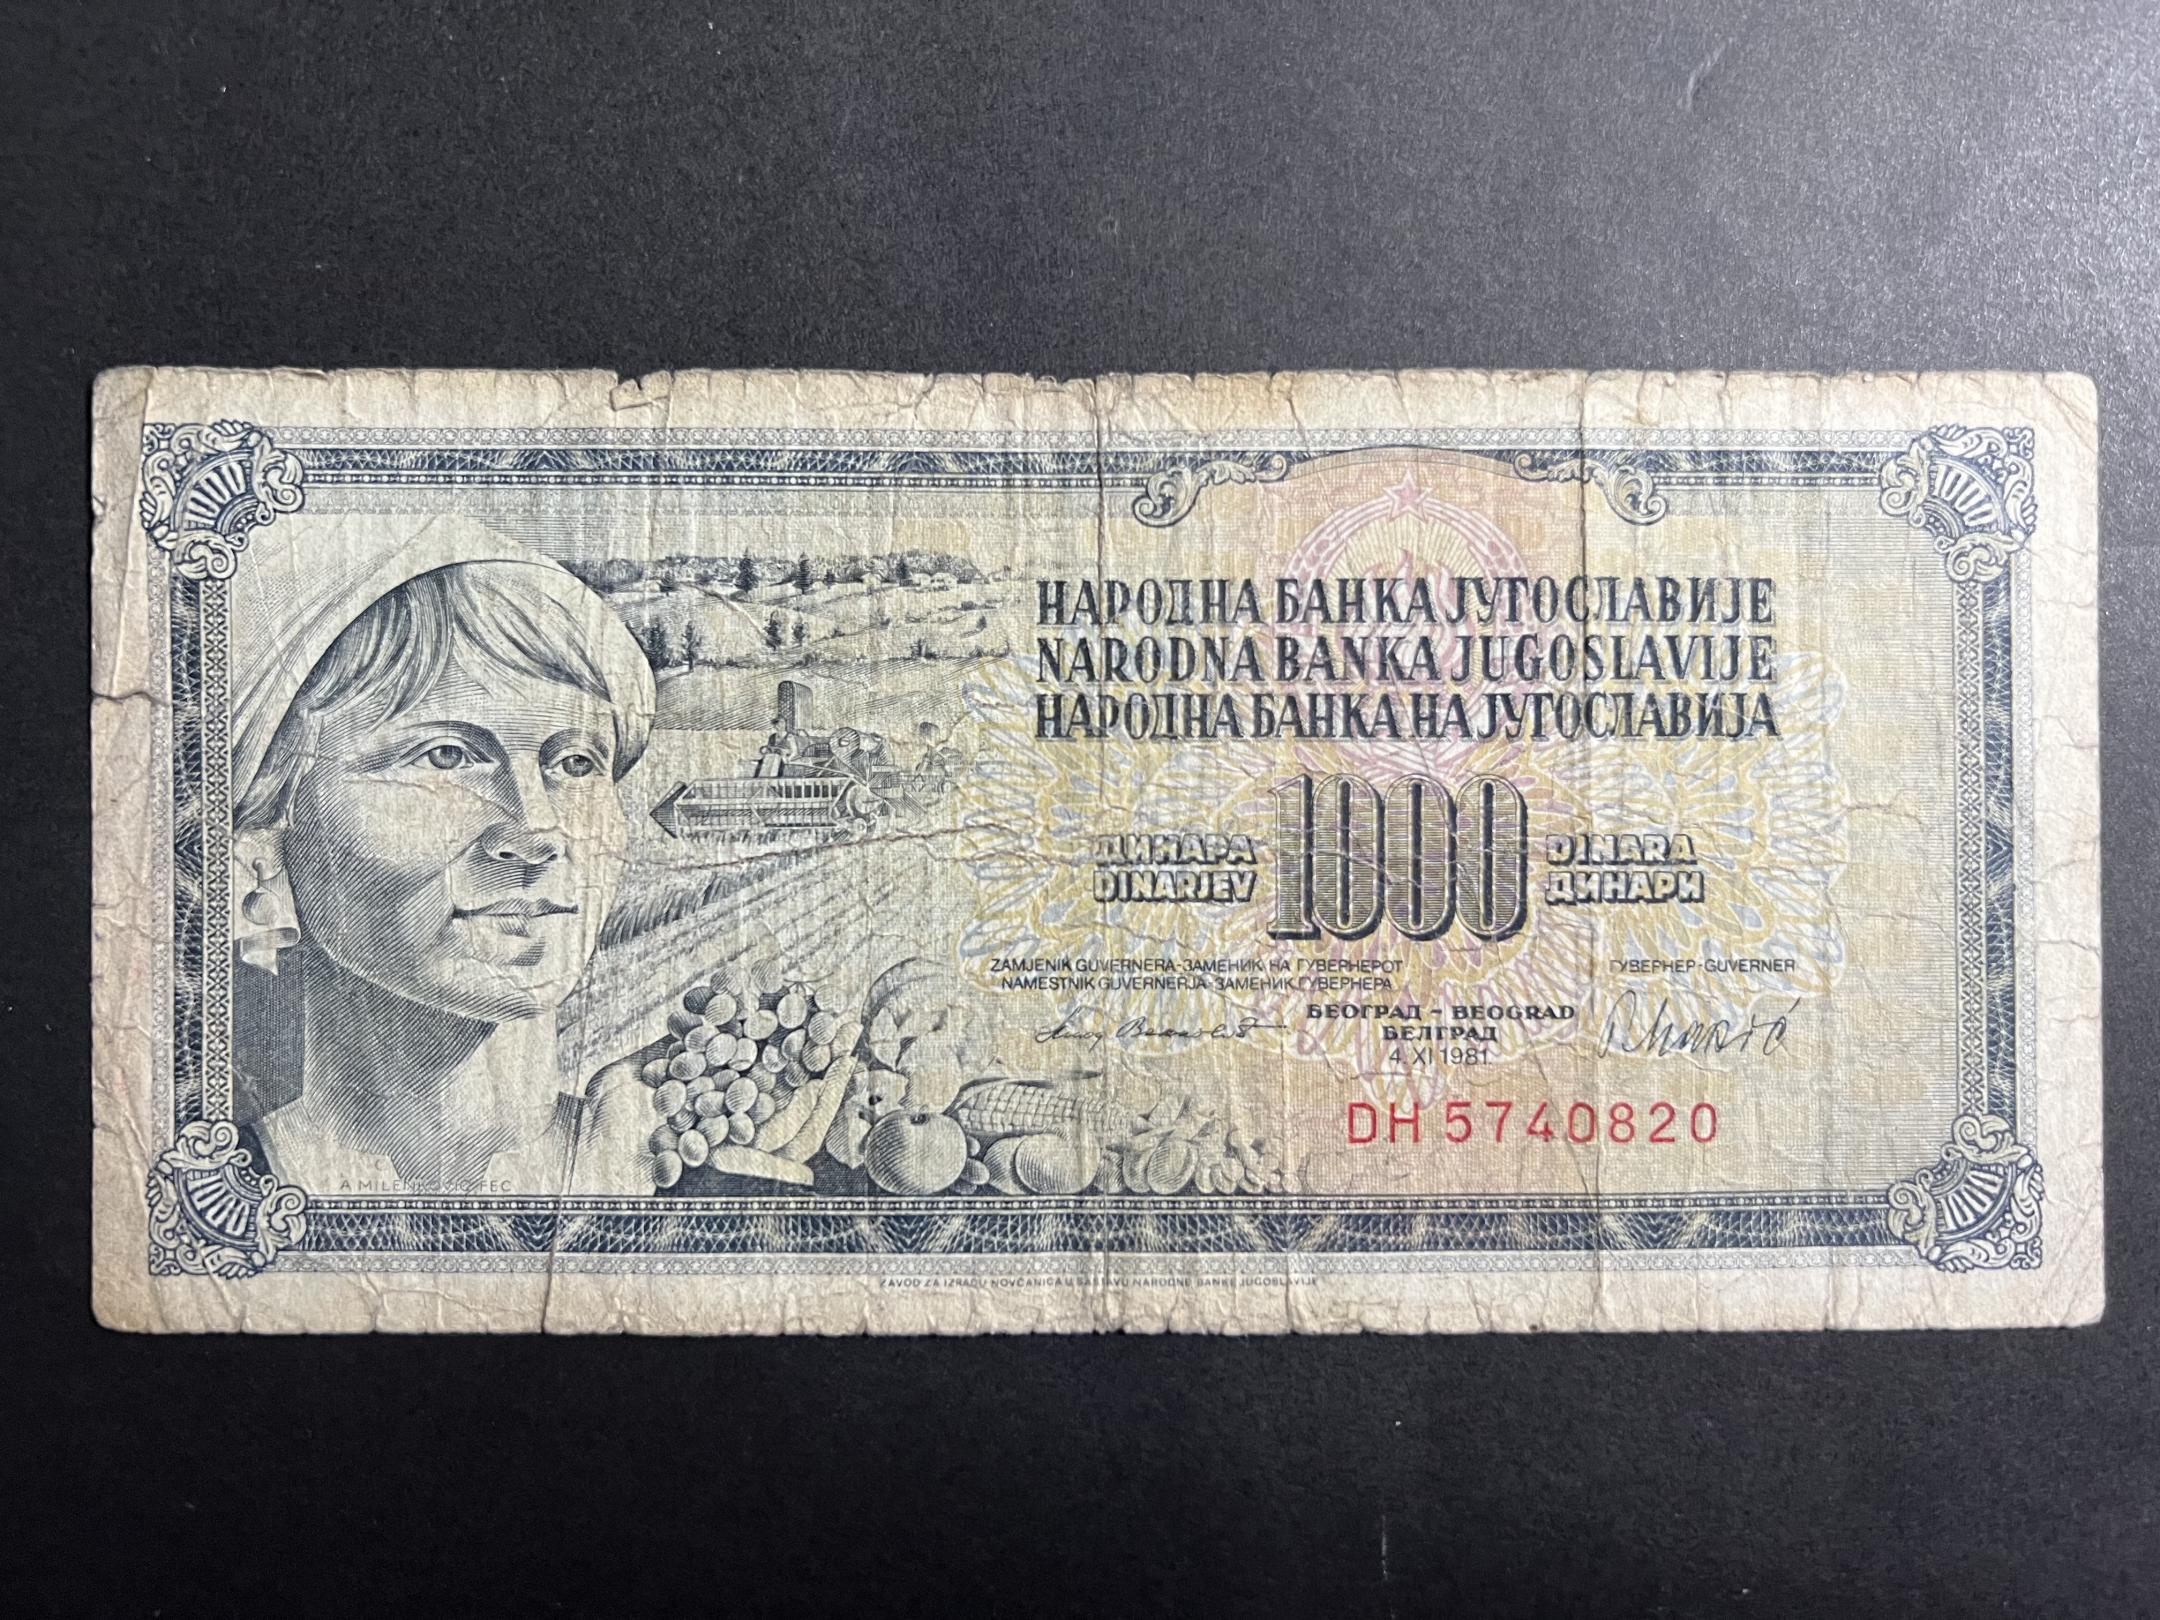 НАРОДНА БАНКА ЈУГОСЛАВИЈЕ
NARODNA BANKA JUGOSLAVIJE
НАРОДНА БАНКА НА ЈУГОСЛАВИЈА
ДИНАРА 1000 DINARA
DINARJEV ДИНАРИ
ZAMJENIK GUVERNERA-ЗАМЕНИК НА ГУВЕРНЕРОТ ГУВЕРНЕР-GUVERNER
NAMESTNIK GUVERNERJA-ЗАМЕНИК ГУВЕРНЕРА
БЕОГРАД – BEOGRAD
БЕЛГРАД
4. XI 1981
DH 5740820
A MILENKOVIĆ FEC
ZAVOD ZA IZRADU NOVČANICA U SASTAVU NARODNE BANKE JUGOSLAVIJE